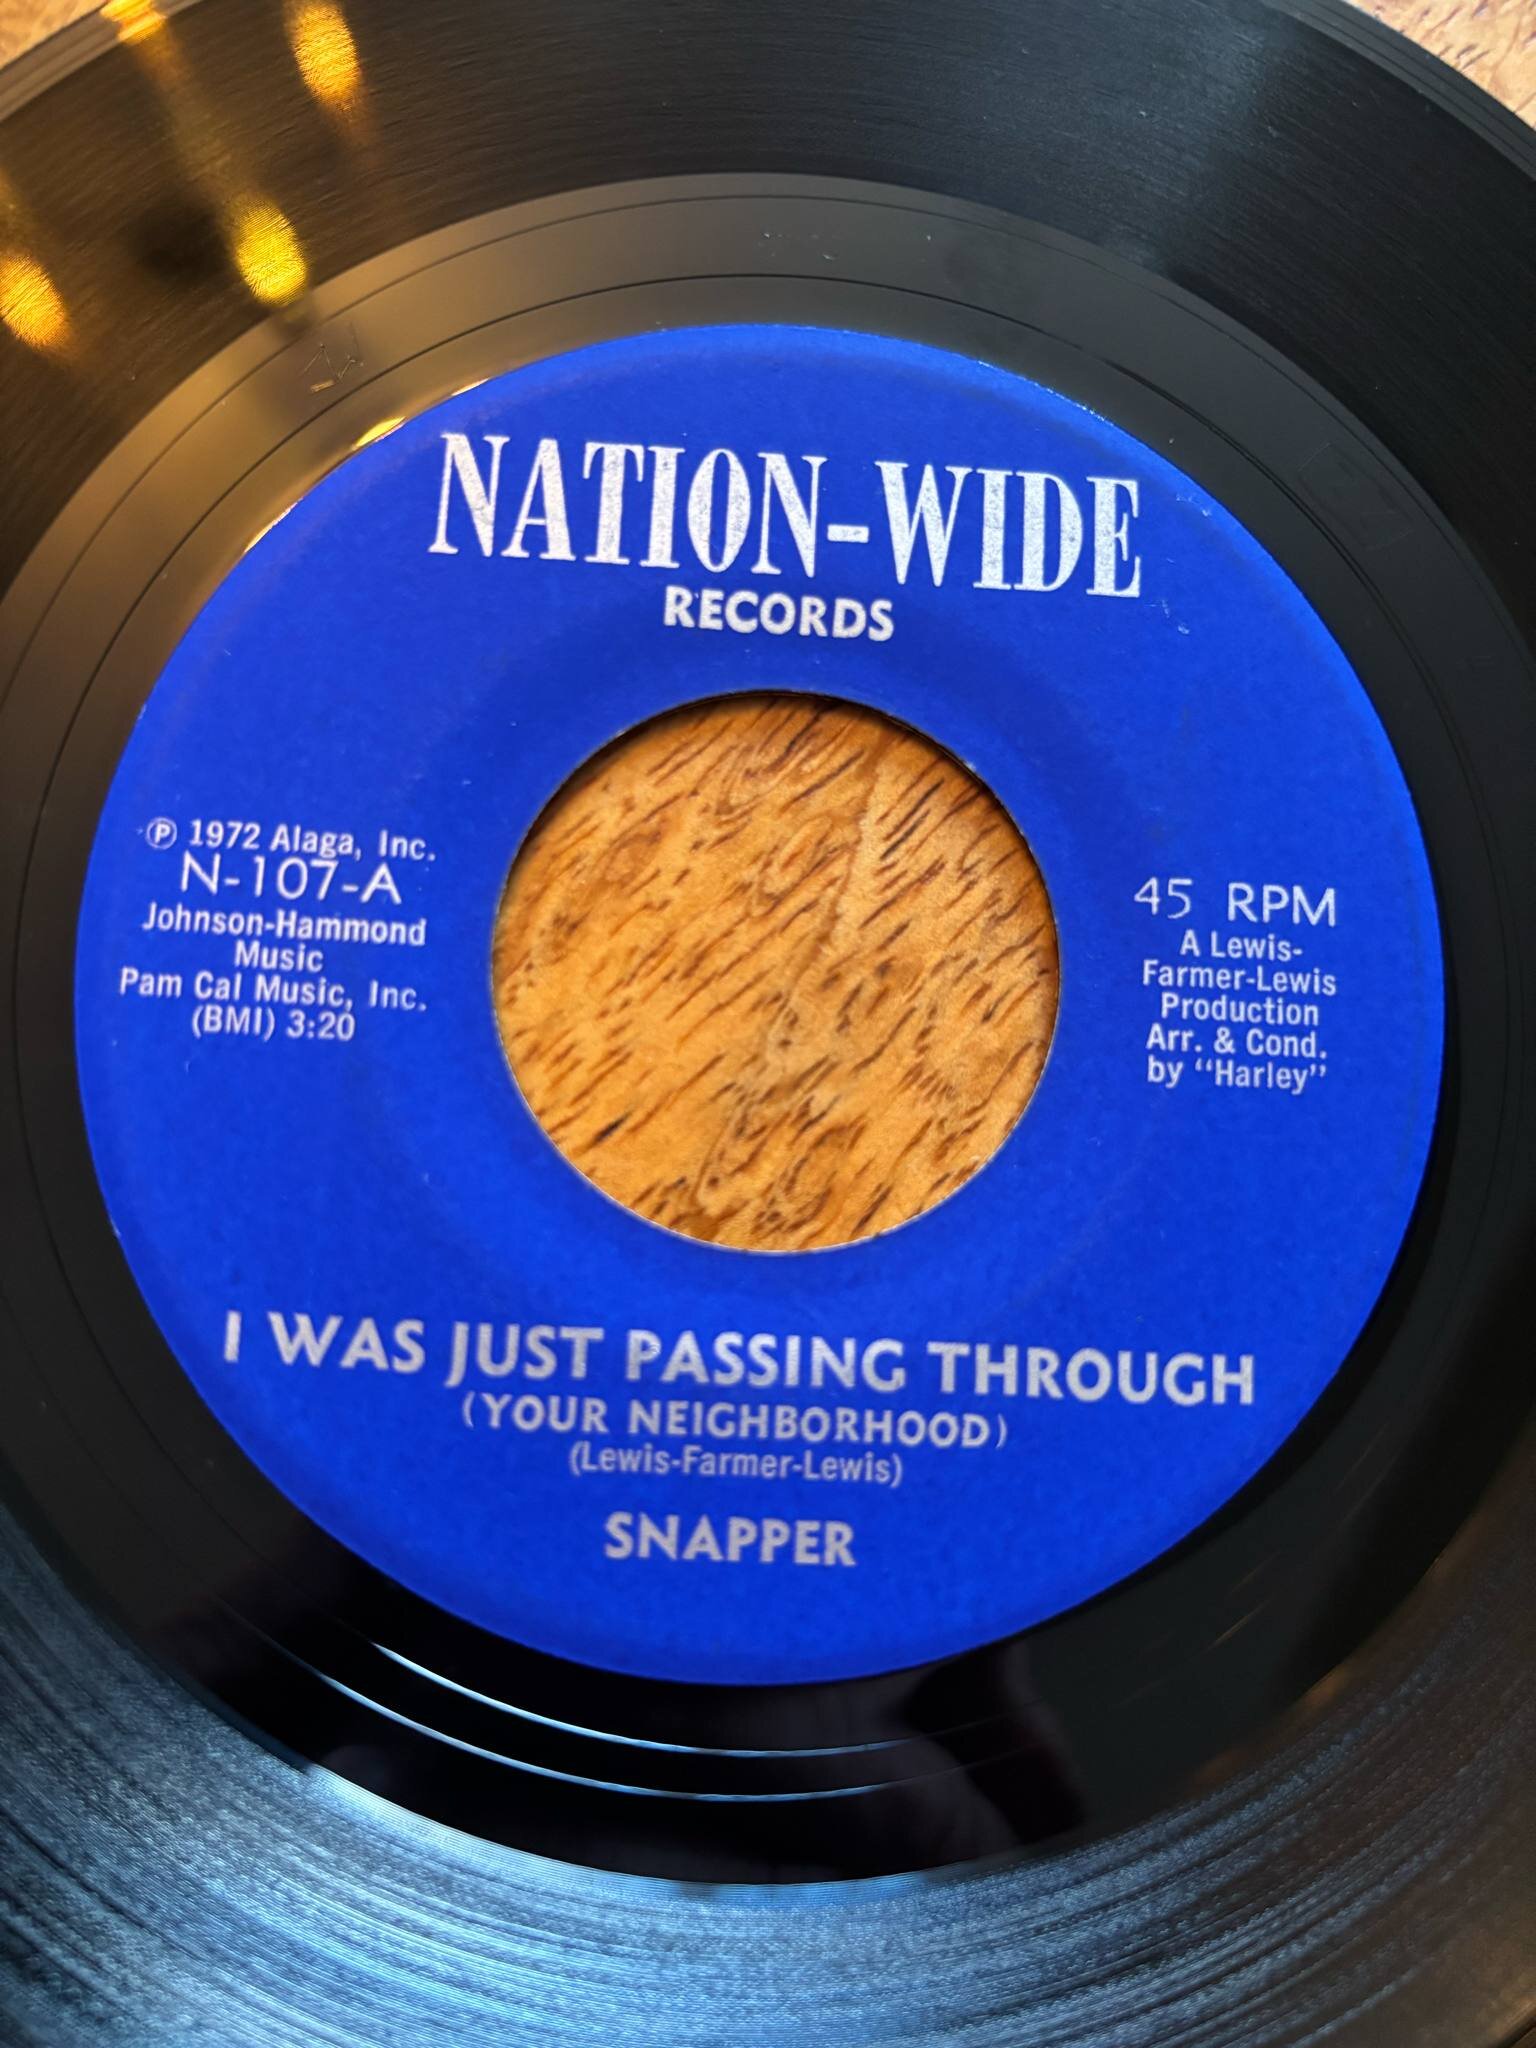 NATION-WIDE
RECORDS
Ⓟ 1972 Alaga, Inc.
N-107-A
Johnson-Hammond
Music
Pam Cal Music, Inc.
(BMI) 3:20
45 RPM
A Lewis-
Farmer-Lewis
Production
Arr. & Cond.
by “Harley”
I WAS JUST PASSING THROUGH
(YOUR NEIGHBORHOOD)
(Lewis-Farmer-Lewis)
SNAPPER